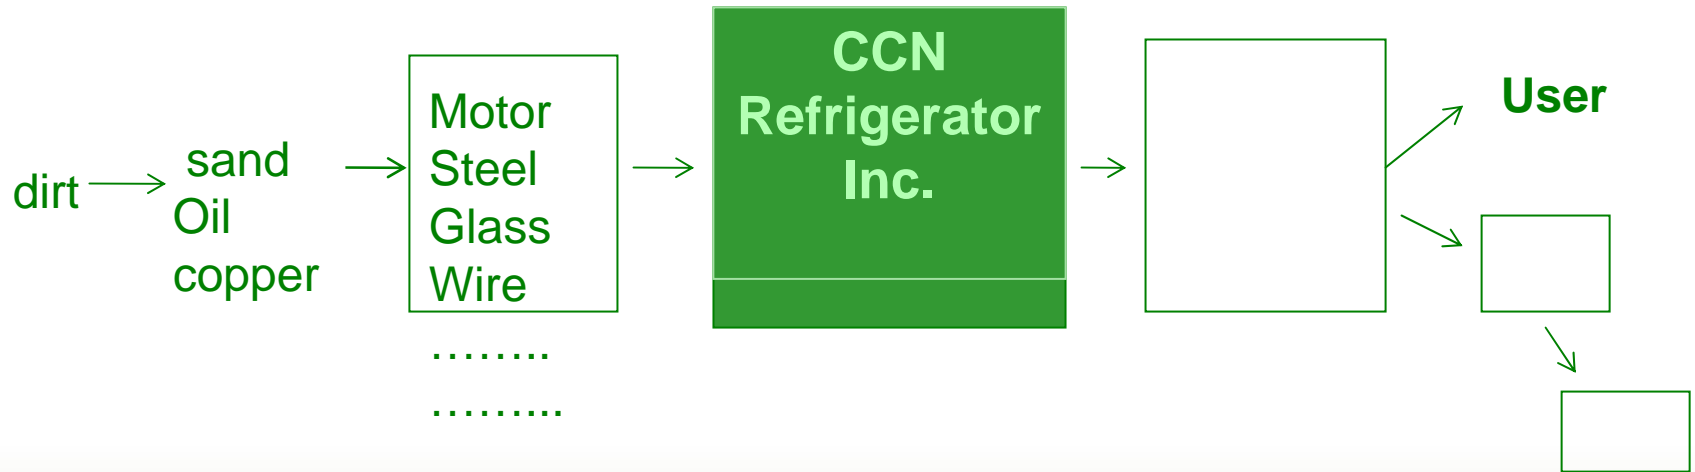 dirt
sand
Oil
copper
Motor
Steel
Glass
Wire
……..
……...
CCN
Refrigerator
Inc.
User